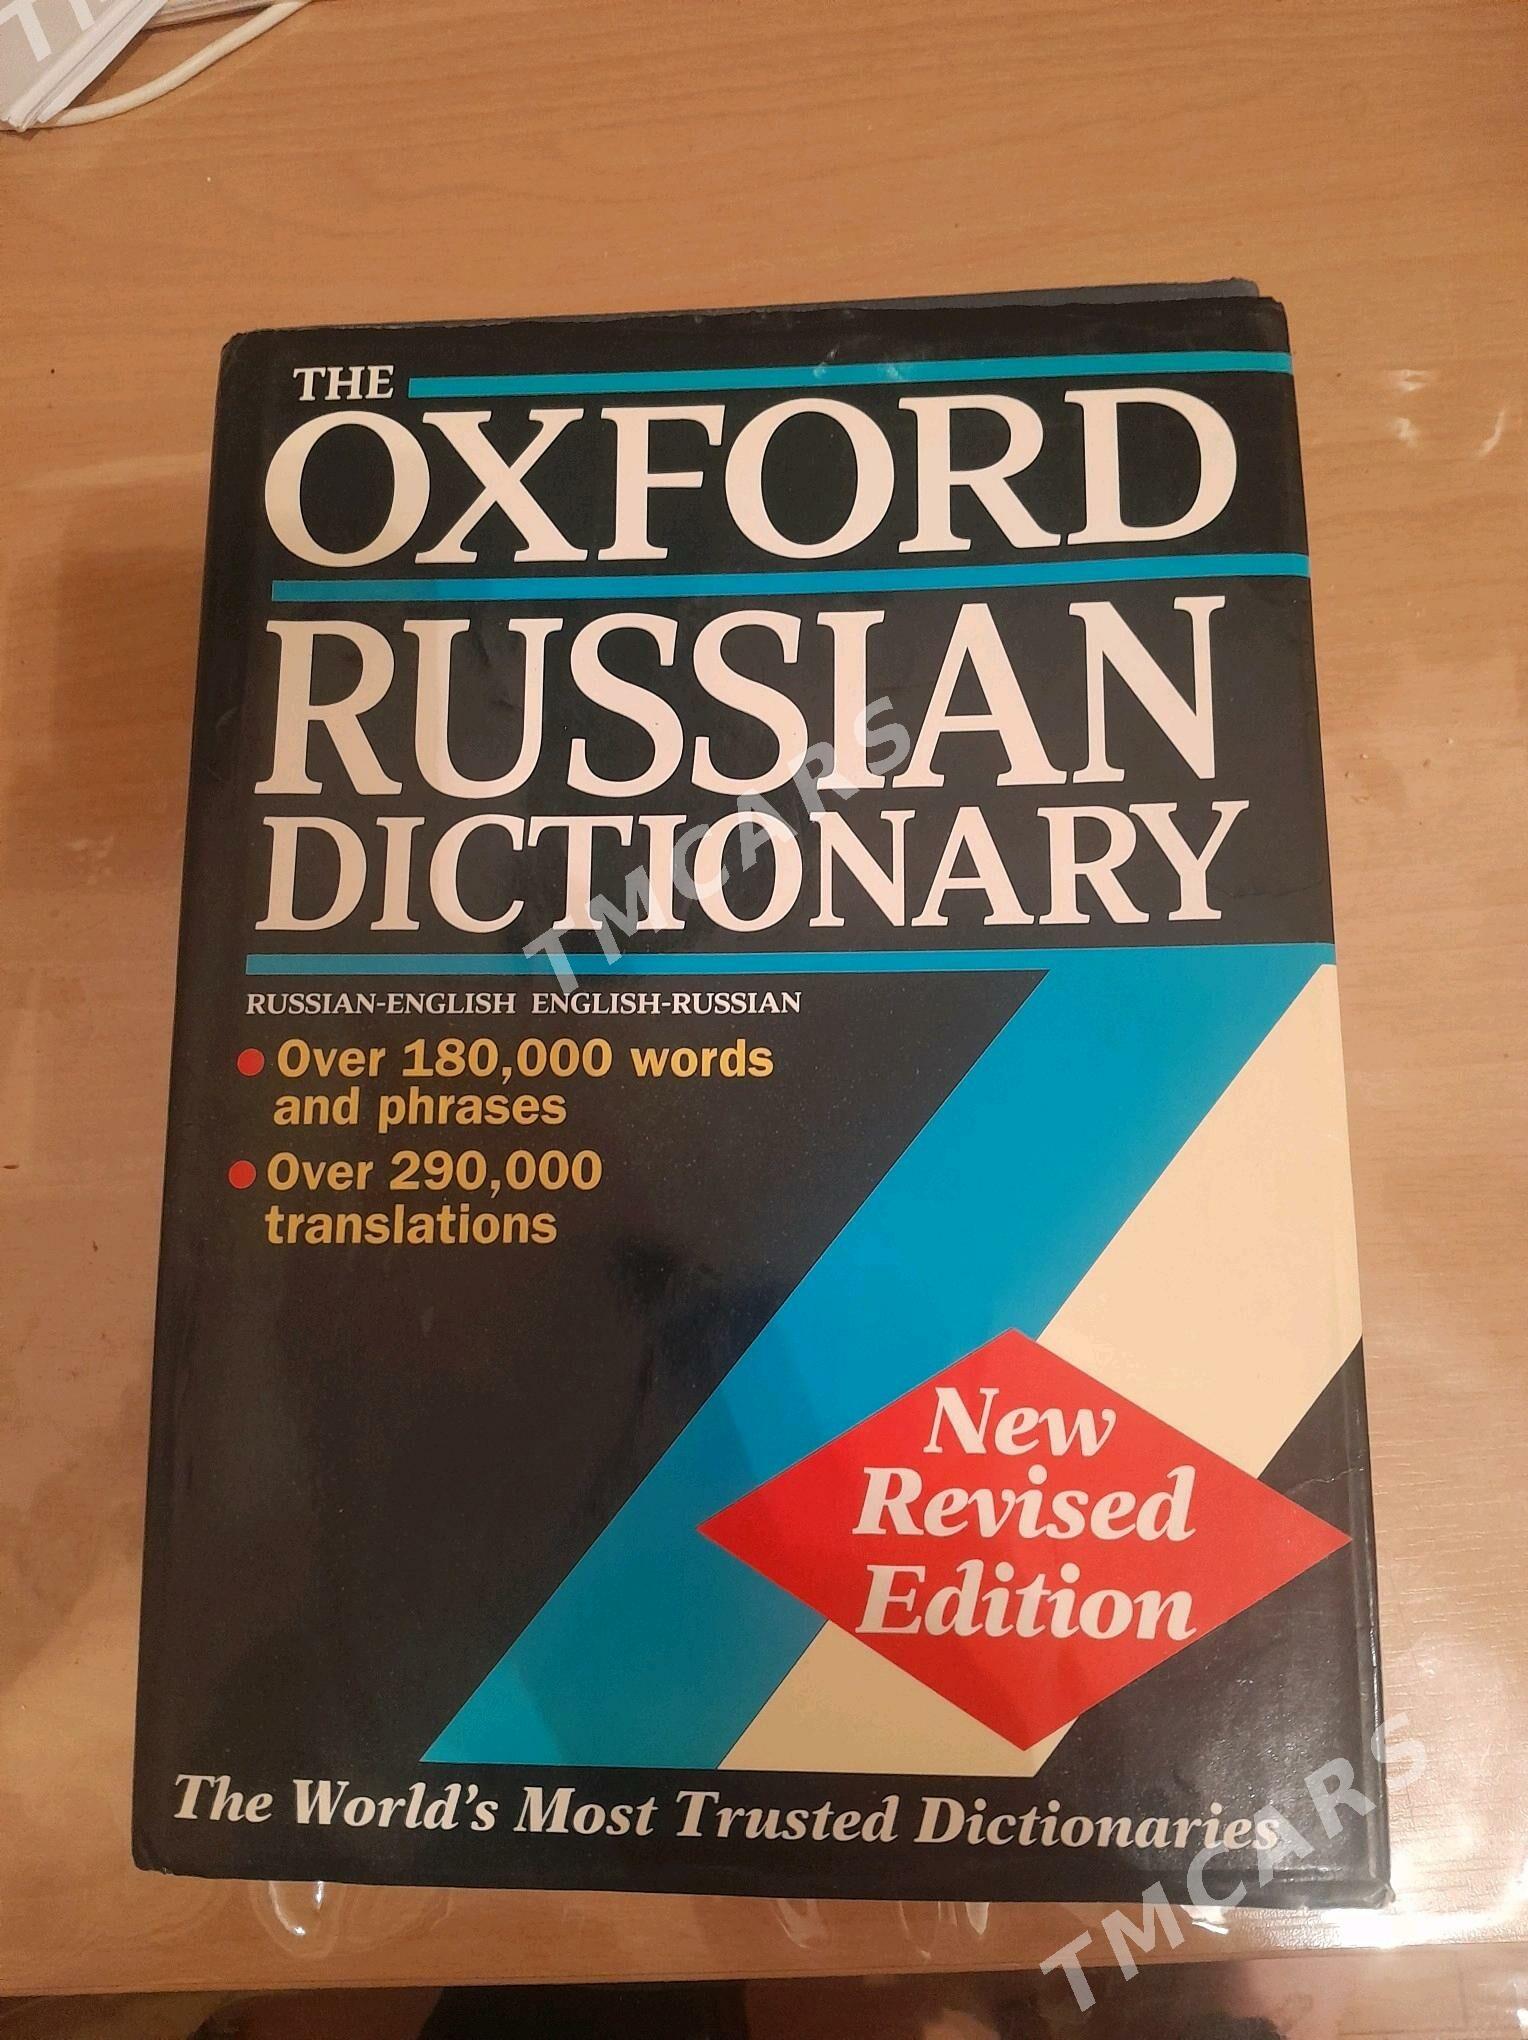 THE
OXFORD
RUSSIAN
DICTIONARY
RUSSIAN-ENGLISH ENGLISH-RUSSIAN
Over 180,000 words
and phrases
Over 290,000
translations
New
Revised
Edition
The World's Most Trusted Dictionaries
TMCARS
TMCARS